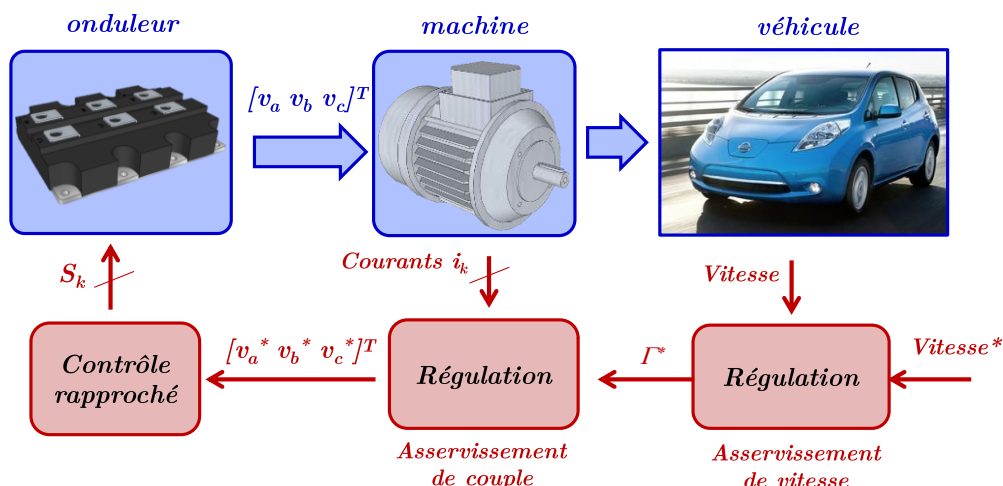 onduleur
machine
véhicule
[v_a v_b v_c]^T
S_k
Courants i_k
Vitesse
Contrôle
rapproché
[v_a^* v_b^* v_c^*]^T
Régulation
Γ^*
Régulation
Vitesse*
Asservissement
de couple
Asservissement
de vitesse